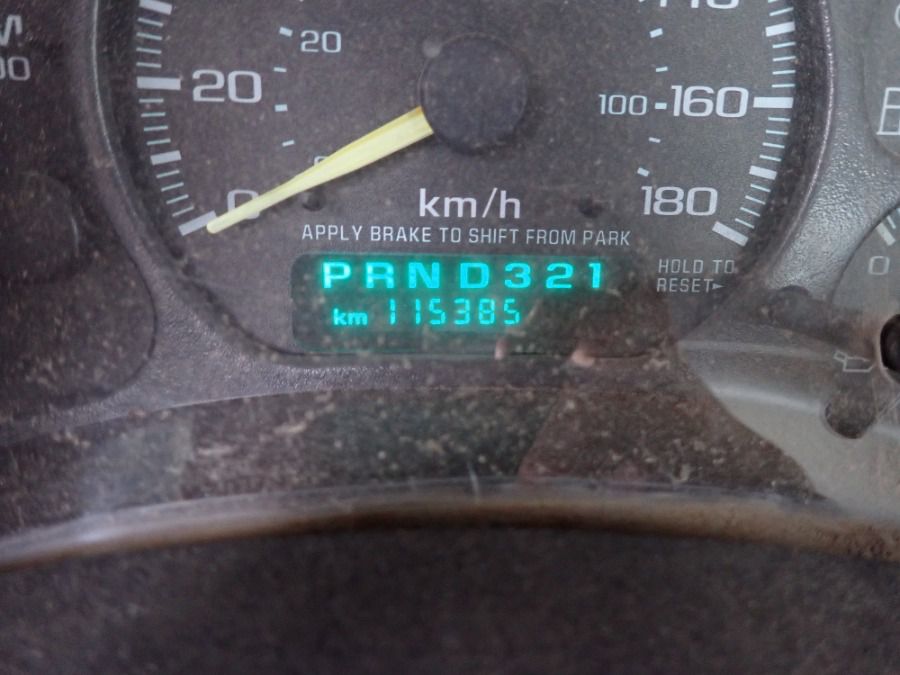 20
20
100 160
0
km/h
180
APPLY BRAKE TO SHIFT FROM PARK
PRND321
HOLD TO
RESET
km 115385
0